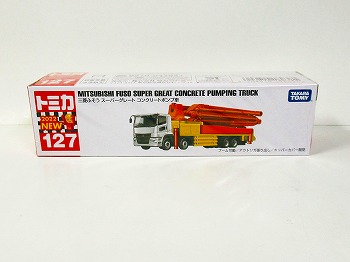 トミカ
2022
NEW
127
MITSUBISHI FUSO SUPER GREAT CONCRETE PUMPING TRUCK
三菱ふそう スーパーグレート コンクリートポンプ車
TAKARA
TOMY